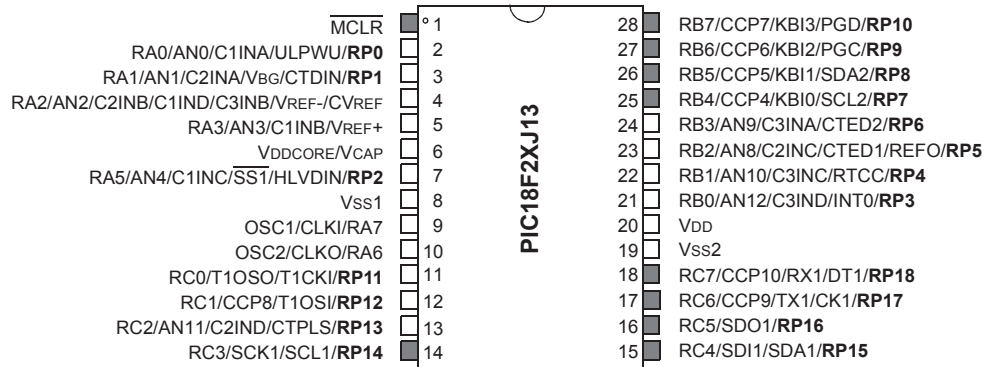 MCLR 1 28 RB7/CCP7/KBI3/PGD/RP10
RA0/AN0/C1INA/ULPWU/RP0 2 27 RB6/CCP6/KBI2/PGC/RP9
RA1/AN1/C2INA/VBG/CTDIN/RP1 3 26 RB5/CCP5/KBI1/SDA2/RP8
RA2/AN2/C2INB/C1IND/C3INB/VREF-/CVREF 4 25 RB4/CCP4/KBI0/SCL2/RP7
RA3/AN3/C1INB/VREF+ 5 24 RB3/AN9/C3INA/CTED2/RP6
VDDCORE/VCAP 6 23 RB2/AN8/C2INC/CTED1/REFO/RP5
RA5/AN4/C1INC/SS1/HLVDIN/RP2 7 22 RB1/AN10/C3INC/RTCC/RP4
VSS1 8 21 RB0/AN12/C3IND/INT0/RP3
OSC1/CLKI/RA7 9 20 VDD
OSC2/CLKO/RA6 10 19 VSS2
RC0/T1OSO/T1CKI/RP11 11 18 RC7/CCP10/RX1/DT1/RP18
RC1/CCP8/T1OSI/RP12 12 17 RC6/CCP9/TX1/CK1/RP17
RC2/AN11/C2IND/CTPLS/RP13 13 16 RC5/SDO1/RP16
RC3/SCK1/SCL1/RP14 14 15 RC4/SDI1/SDA1/RP15
PIC18F2XJ13